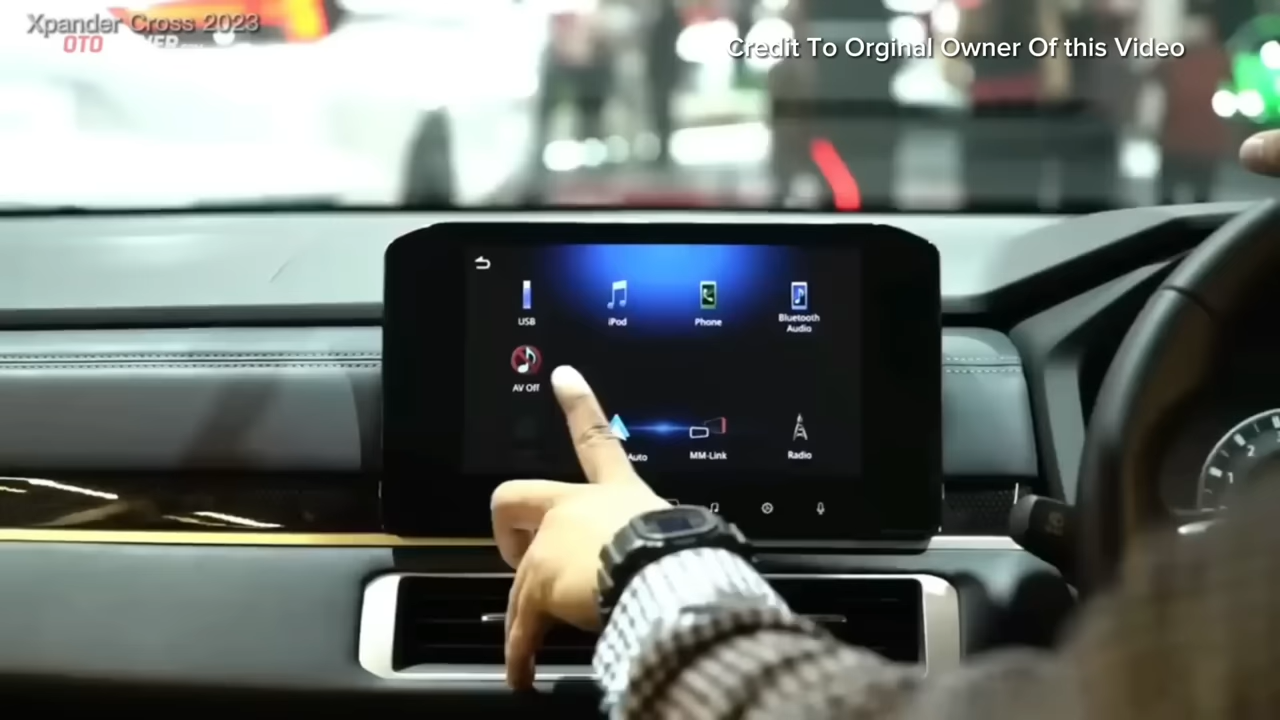 Xpander Cross 2023
OTO
Credit To Orginal Owner Of this Video
USB
iPod
Phone
Bluetooth
Audio
AV Off
Auto
MM-Link
Radio
2